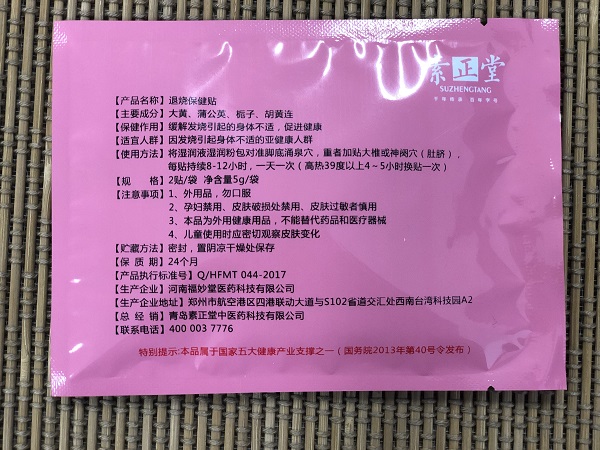 素正堂
SUZHENGTANG
【产品名称】退烧保健贴
【主要成分】大黄、蒲公英、栀子、胡黄连
【保健作用】缓解发烧引起的身体不适，促进健康
【适宜人群】因发烧引起身体不适的亚健康人群
【使用方法】将湿润液湿润粉包对准脚底涌泉穴，重者加贴大椎或神阙穴（肚脐），
每贴持续8-12小时，一天一次（高热39度以上4～5小时换贴一次）
【规　　格】2贴/袋 净含量5g/袋
【注意事项】1、外用品，勿口服
2、孕妇禁用、皮肤破损处禁用、皮肤过敏者慎用
3、本品为外用健康用品，不能替代药品和医疗器械
4、儿童使用时应密切观察皮肤变化
【贮藏方法】密封，置阴凉干燥处保存
【保 质 期】24个月
【产品执行标准号】Q/HFMT 044-2017
【生产企业】河南福妙堂医药科技有限公司
【生产企业地址】郑州市航空港区四港联动大道与S102省道交汇处西南台湾科技园A2
【总 经 销】青岛素正堂中医药科技有限公司
【联系电话】400 003 7776
特别提示:本品属于国家五大健康产业支撑之一（国务院2013年第40号令发布）